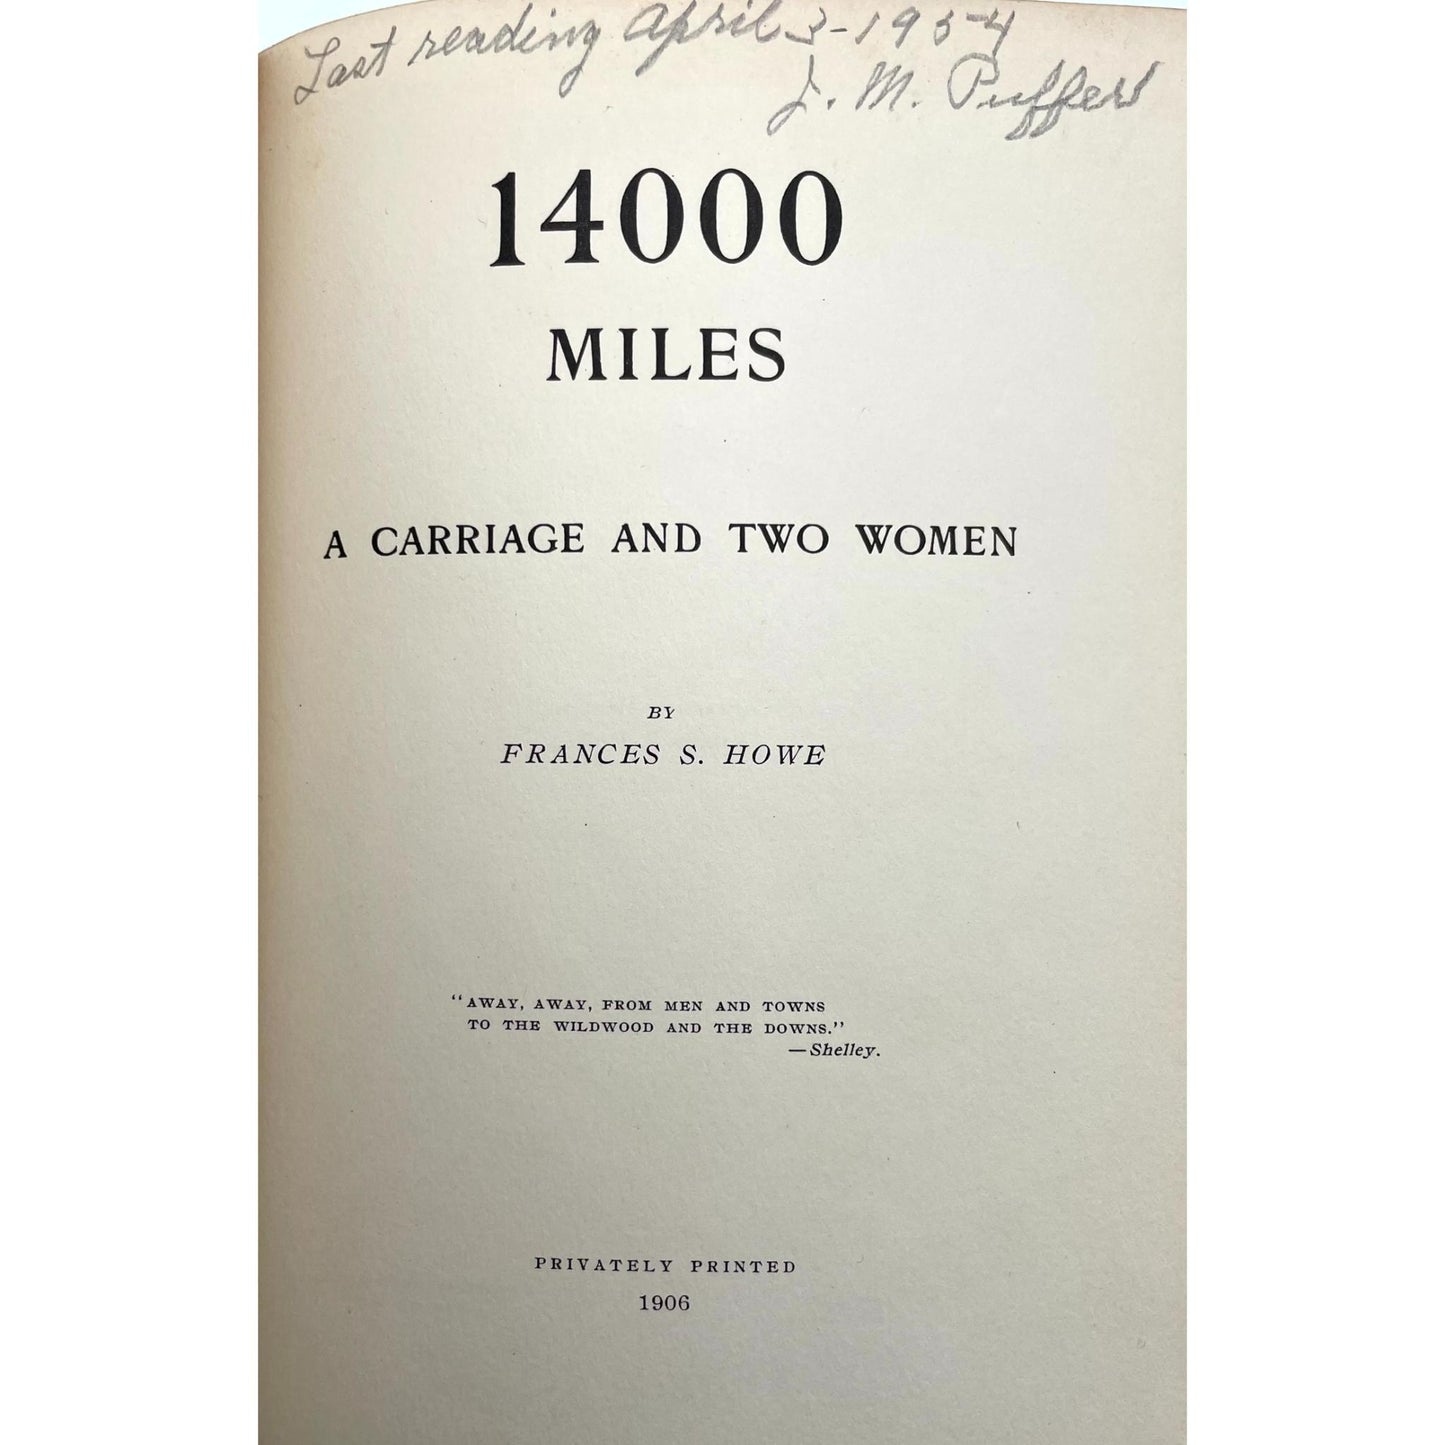 Last reading April 3-1954
J. M. Puffer
14000
MILES
A CARRIAGE AND TWO WOMEN
BY
FRANCES S. HOWE
"AWAY, AWAY, FROM MEN AND TOWNS
TO THE WILDWOOD AND THE DOWNS."
—Shelley.
PRIVATELY PRINTED
1906